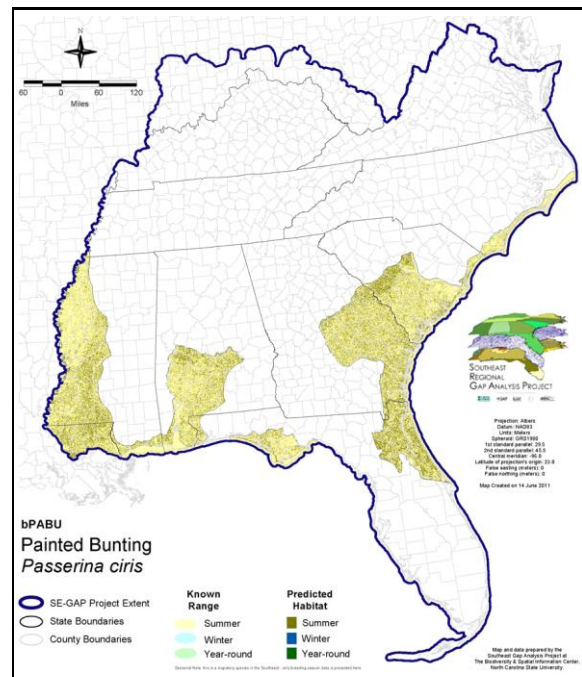 N
60 0 60 120
Miles
SOUTHEAST
REGIONAL
GAP ANALYSIS PROJECT
Projection: Albers
Datum: NAD83
Units: Meters
Spheroid: GRS1980
1st standard parallel: 29.5
2nd standard parallel: 45.5
Central meridian: -96.0
Latitude of projection's origin: 23.0
False easting (meters): 0
False northing (meters): 0
Map Created on 14 June 2011
bPABU
Painted Bunting
Passerina ciris
SE-GAP Project Extent
State Boundaries
County Boundaries
Known
Range
Summer
Winter
Year-round
Predicted
Habitat
Summer
Winter
Year-round
Map and data prepared by the
Southeast Gap Analysis Project at
The Biodiversity & Spatial Information Center,
North Carolina State University.